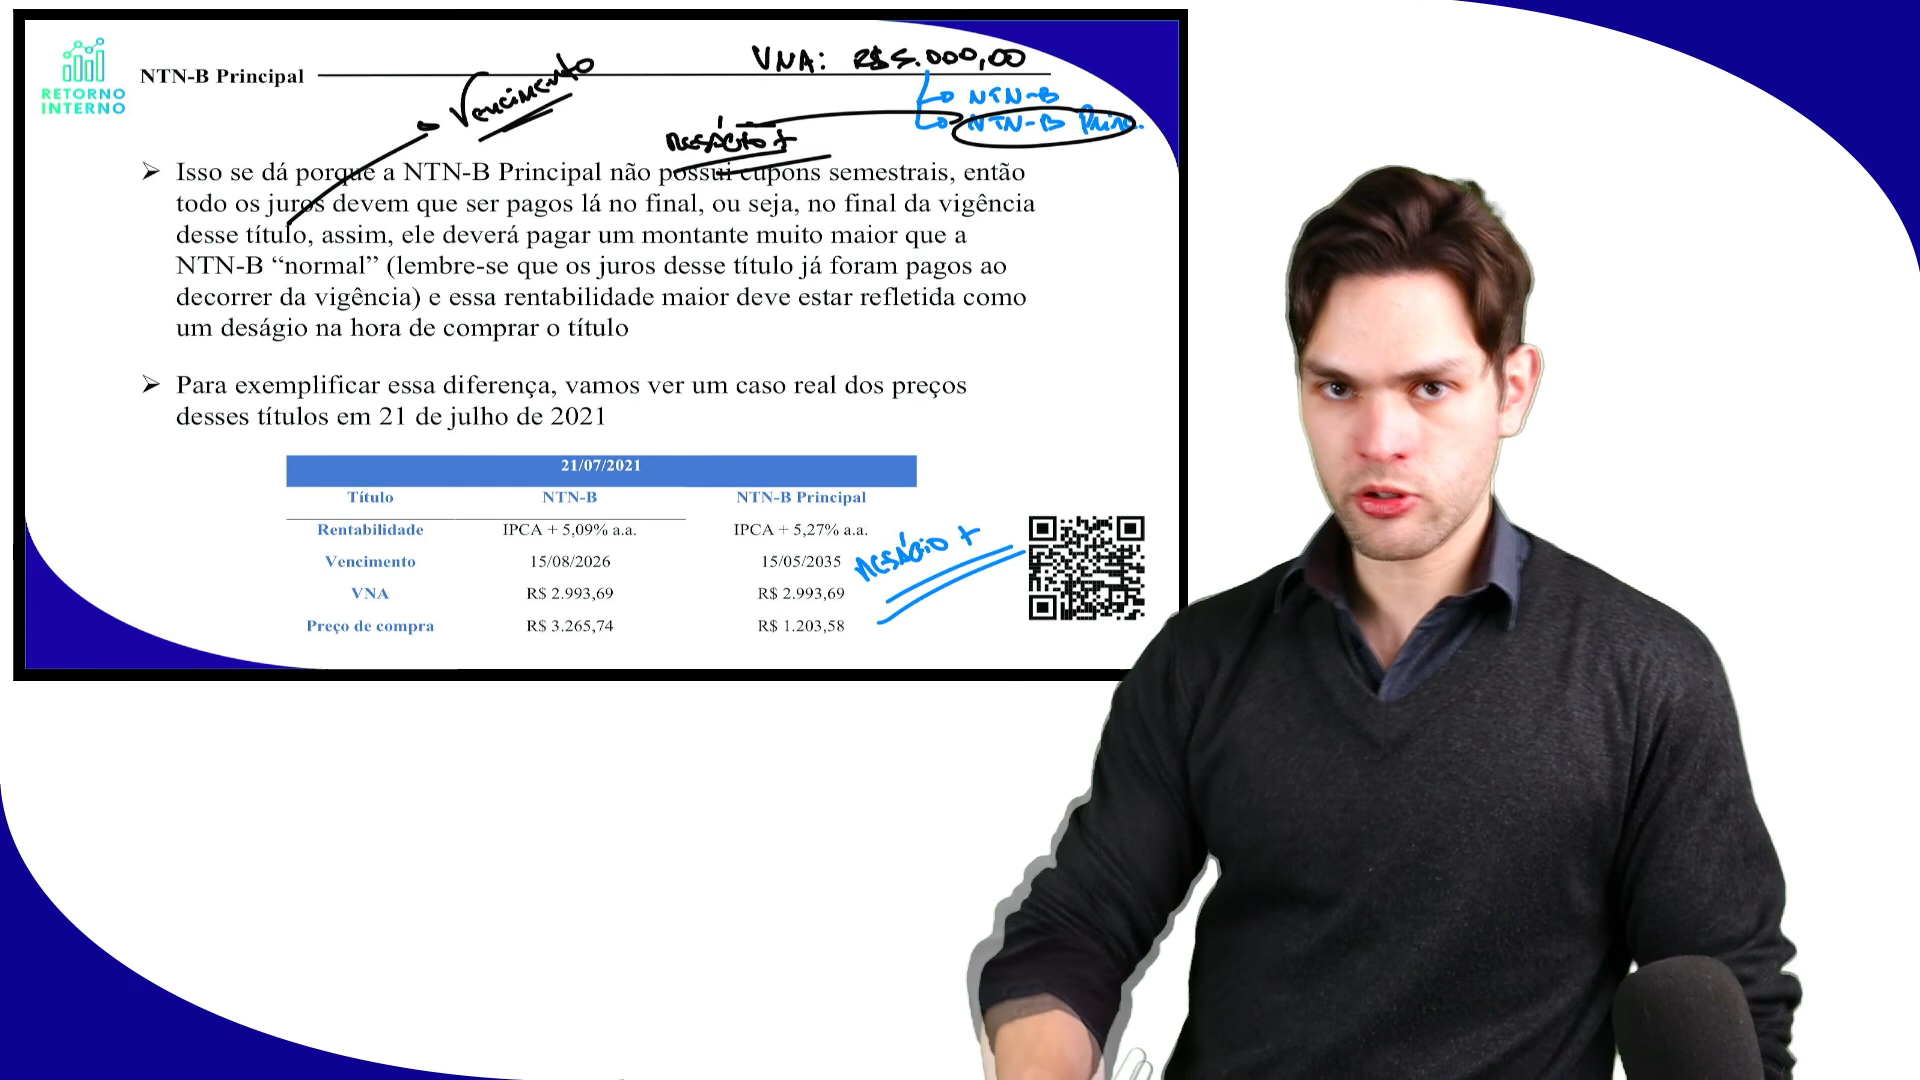 RETORNO
INTERNO
NTN-B Principal
VNA: R$ 5.000,00
NTN-B
NTN-B Princ.
Vencimento
Deságio +
➢ Isso se dá porque a NTN-B Principal não possui cupons semestrais, então
todo os juros devem que ser pagos lá no final, ou seja, no final da vigência
desse título, assim, ele deverá pagar um montante muito maior que a
NTN-B “normal” (lembre-se que os juros desse título já foram pagos ao
decorrer da vigência) e essa rentabilidade maior deve estar refletida como
um deságio na hora de comprar o título
➢ Para exemplificar essa diferença, vamos ver um caso real dos preços
desses títulos em 21 de julho de 2021
21/07/2021
Título NTN-B NTN-B Principal
Rentabilidade IPCA + 5,09% a.a. IPCA + 5,27% a.a.
Vencimento 15/08/2026 15/05/2035
VNA R$ 2.993,69 R$ 2.993,69
Preço de compra R$ 3.265,74 R$ 1.203,58
Deságio +